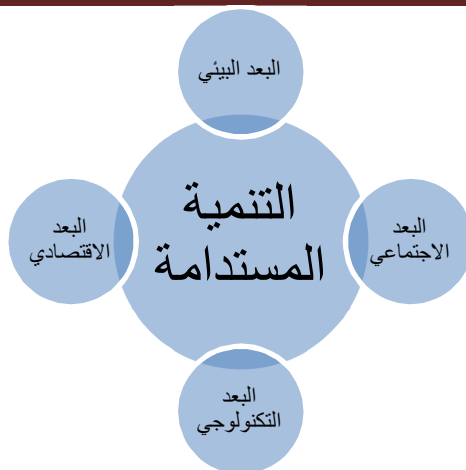 البعد البيئي
التنمية
المستدامة
البعد
الاجتماعي
البعد
الاقتصادي
البعد
التكنولوجي